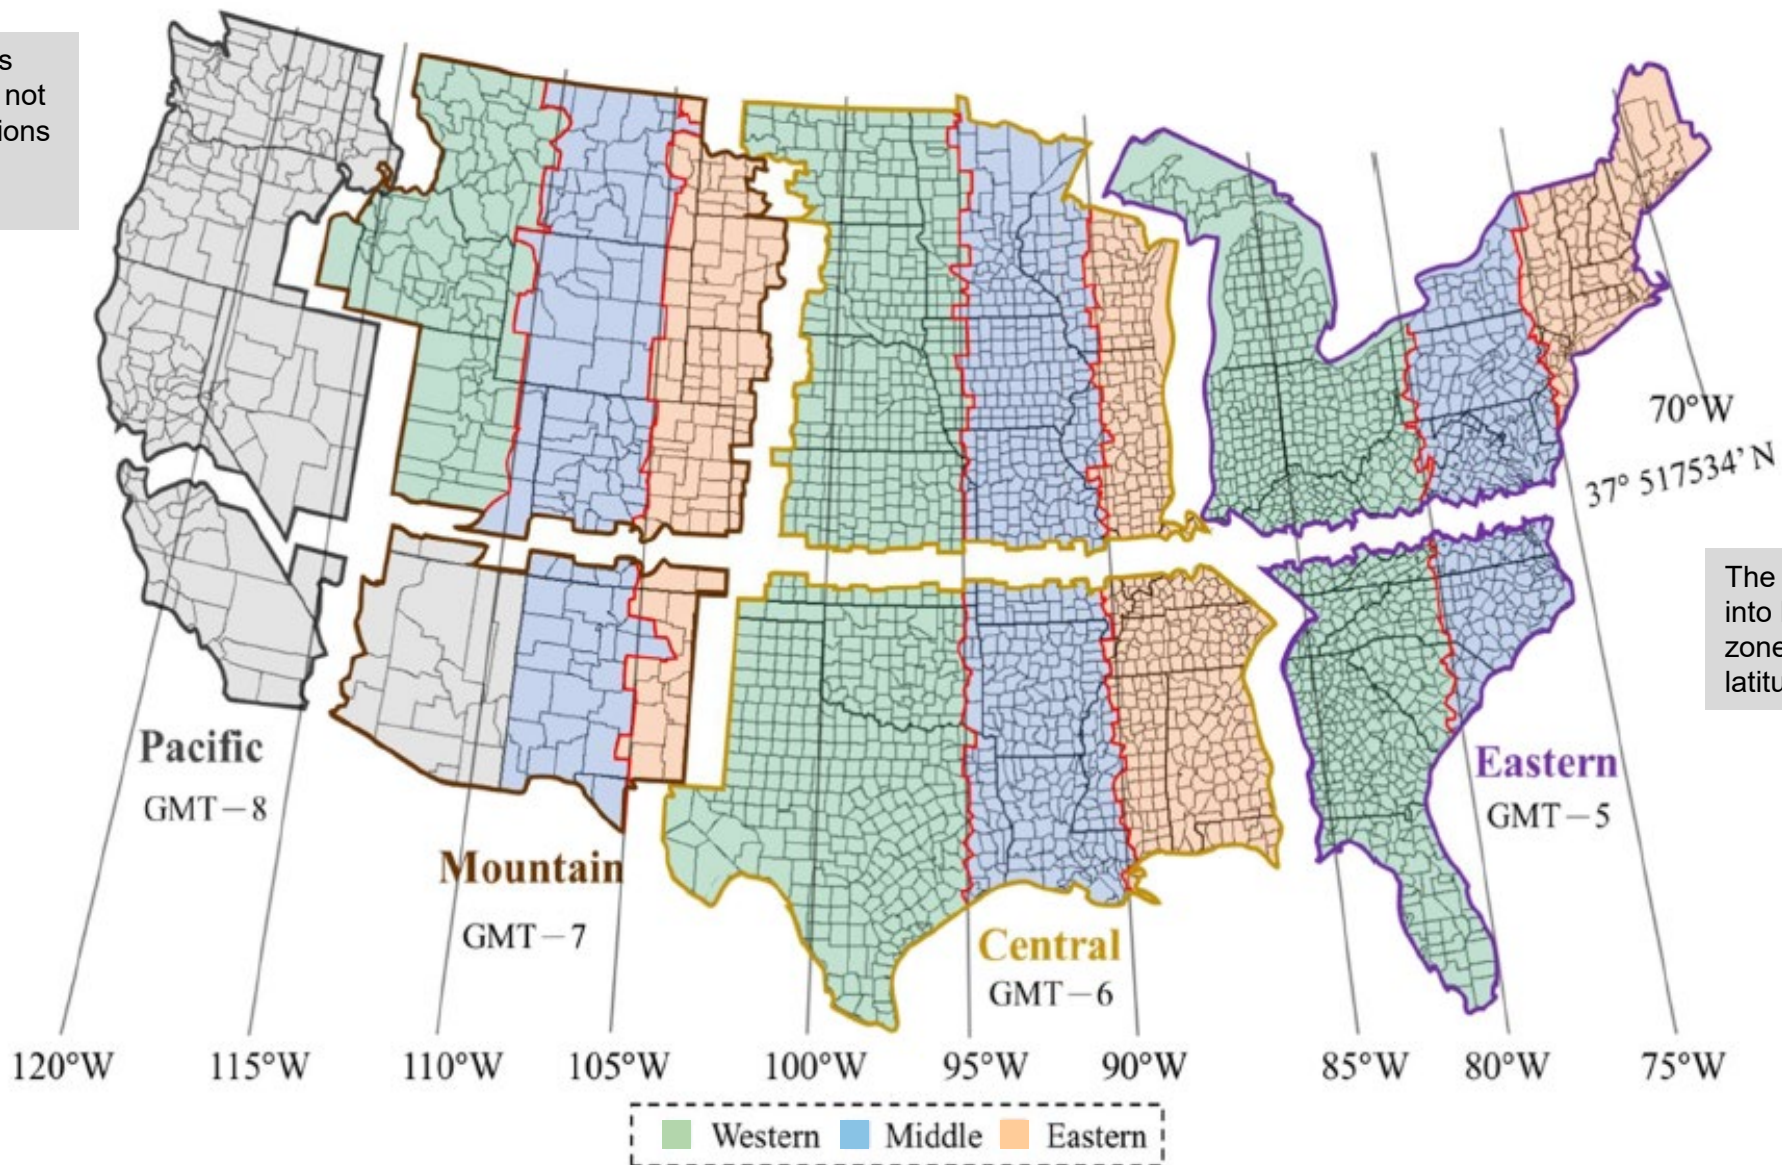 s
not
ions
70°W
37° 517534’ N
The
into
zone
latitu
Pacific
GMT－8
Mountain
GMT－7
Central
GMT－6
Eastern
GMT－5
120°W 115°W 110°W 105°W 100°W 95°W 90°W 85°W 80°W 75°W
Western Middle Eastern